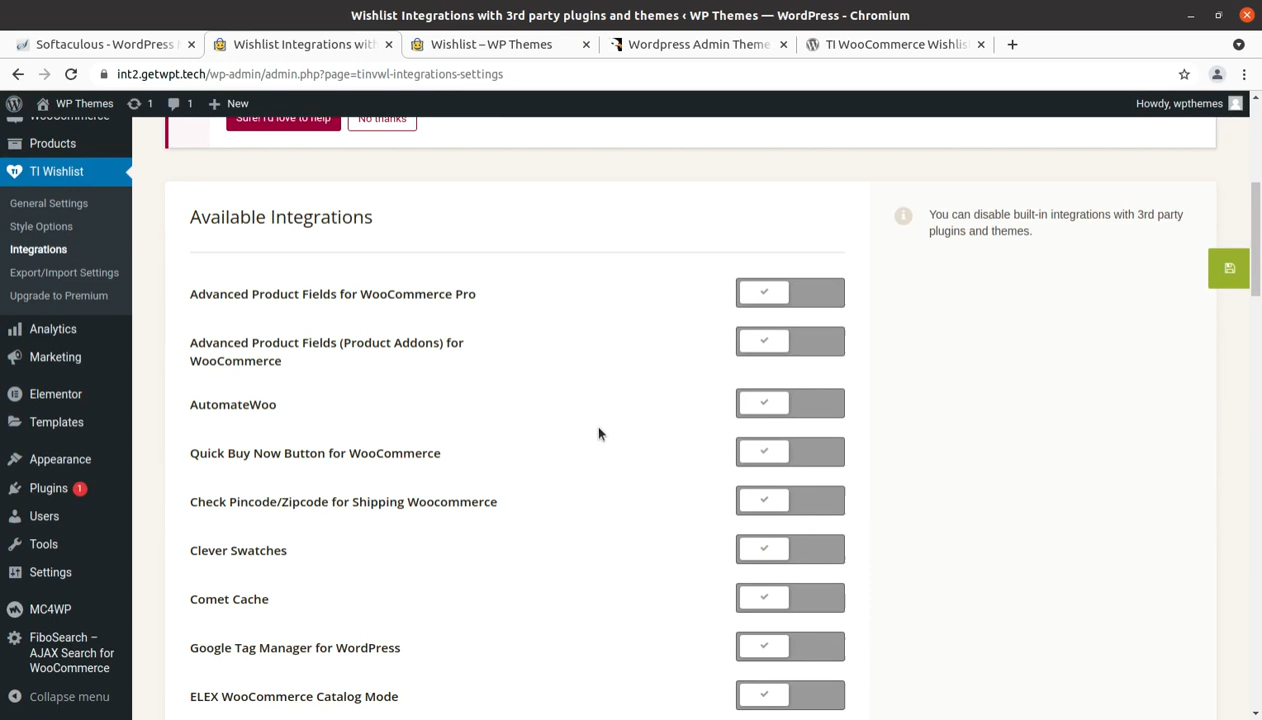 Wishlist Integrations with 3rd party plugins and themes ‹ WP Themes — WordPress - Chromium
Softaculous - WordPress
Wishlist Integrations with
Wishlist – WP Themes
Wordpress Admin Theme
TI WooCommerce Wishlis
int2.getwpt.tech/wp-admin/admin.php?page=tinvwl-integrations-settings
WP Themes
1
1
New
Howdy, wpthemes
WooCommerce
Products
TI Wishlist
General Settings
Style Options
Integrations
Export/Import Settings
Upgrade to Premium
Analytics
Marketing
Elementor
Templates
Appearance
Plugins 1
Users
Tools
Settings
MC4WP
FiboSearch –
AJAX Search for
WooCommerce
Collapse menu
Sure! I'd love to help
No thanks
Available Integrations
Advanced Product Fields for WooCommerce Pro
Advanced Product Fields (Product Addons) for
WooCommerce
AutomateWoo
Quick Buy Now Button for WooCommerce
Check Pincode/Zipcode for Shipping Woocommerce
Clever Swatches
Comet Cache
Google Tag Manager for WordPress
ELEX WooCommerce Catalog Mode
You can disable built-in integrations with 3rd party
plugins and themes.